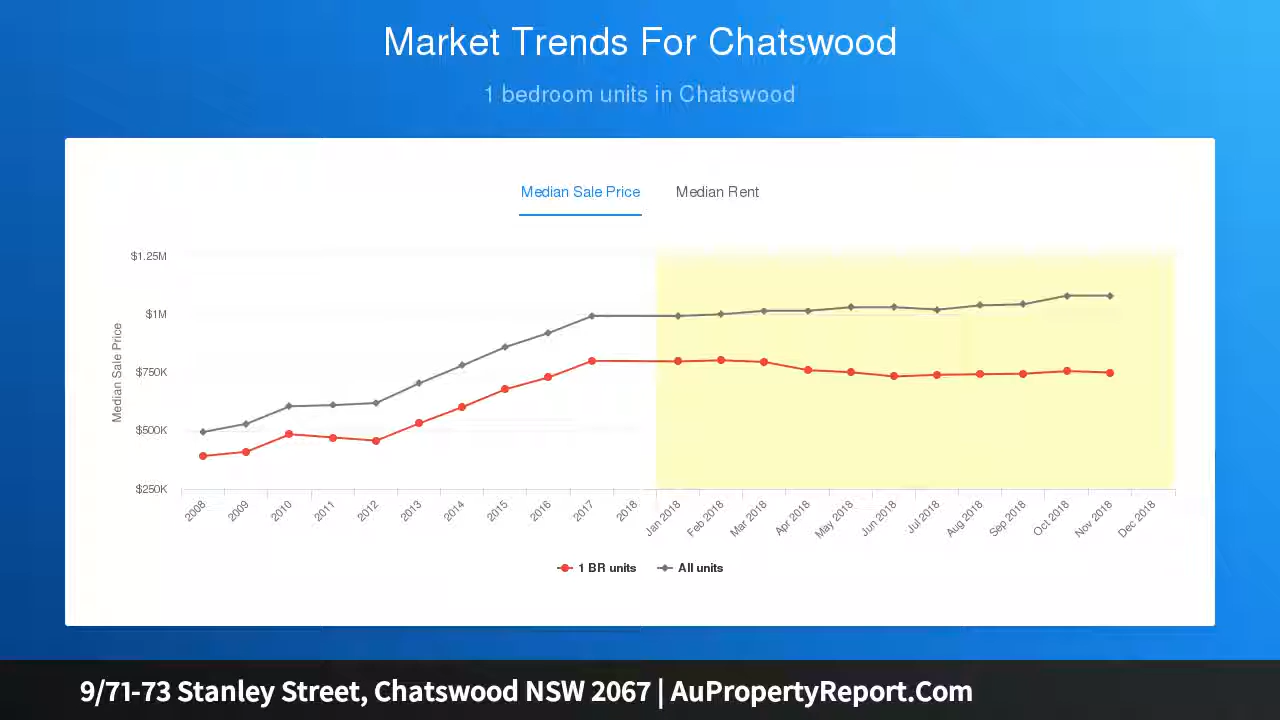 Market Trends For Chatswood
1 bedroom units in Chatswood
Median Sale Price Median Rent
$1.25M
$1M
$750K
$500K
$250K
Median Sale Price
2008 2009 2010 2011 2012 2013 2014 2015 2016 2017 2018 Jan 2018 Feb 2018 Mar 2018 Apr 2018 May 2018 Jun 2018 Jul 2018 Aug 2018 Sep 2018 Oct 2018 Nov 2018 Dec 2018
1 BR units All units
9/71-73 Stanley Street, Chatswood NSW 2067 | AuPropertyReport.Com